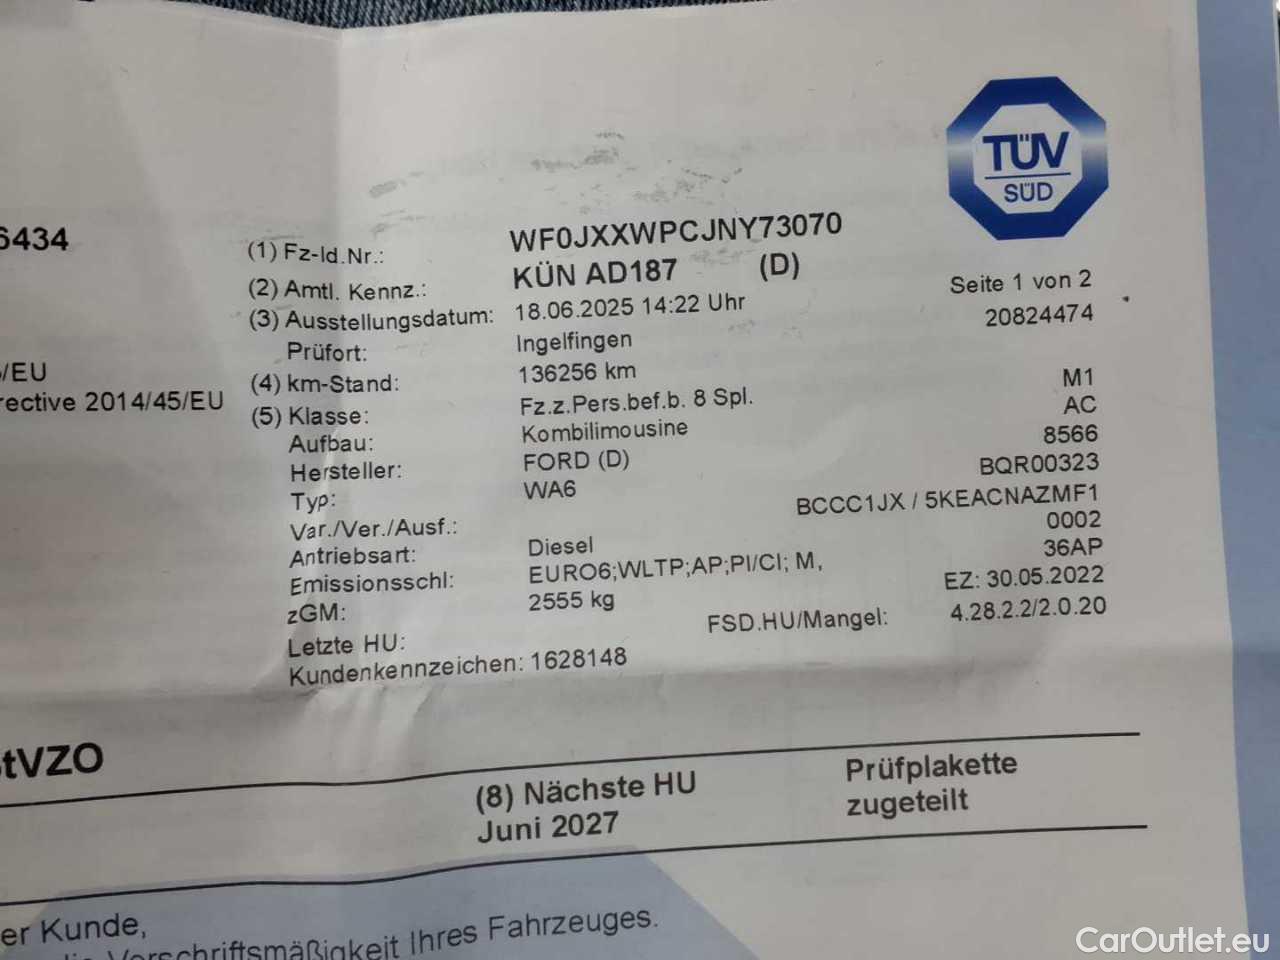 TÜV
SÜD
6434
(1) Fz-Id.Nr.: WF0JXXWPCJNY73070
(2) Amtl. Kennz.: KÜN AD187 (D)
(3) Ausstellungsdatum: 18.06.2025 14:22 Uhr Seite 1 von 2
Prüfort: Ingelfingen 20824474
/EU (4) km-Stand: 136256 km
rective 2014/45/EU (5) Klasse: Fz.z.Pers.bef.b. 8 Spl. M1
Aufbau: Kombilimousine AC
Hersteller: FORD (D) 8566
Typ: WA6 BQR00323
Var./Ver./Ausf.: BCCC1JX / 5KEACNAZMF1
Antriebsart: Diesel 0002
Emissionsschl: EURO6;WLTP;AP;PI/CI; M, 36AP
zGM: 2555 kg EZ: 30.05.2022
Letzte HU: FSD.HU/Mangel: 4.28.2.2/2.0.20
Kundenkennzeichen: 1628148
tVZO
(8) Nächste HU Prüfplakette
Juni 2027 zugeteilt
er Kunde,
Vorschriftsmäßigkeit Ihres Fahrzeuges.
CarOutlet.eu